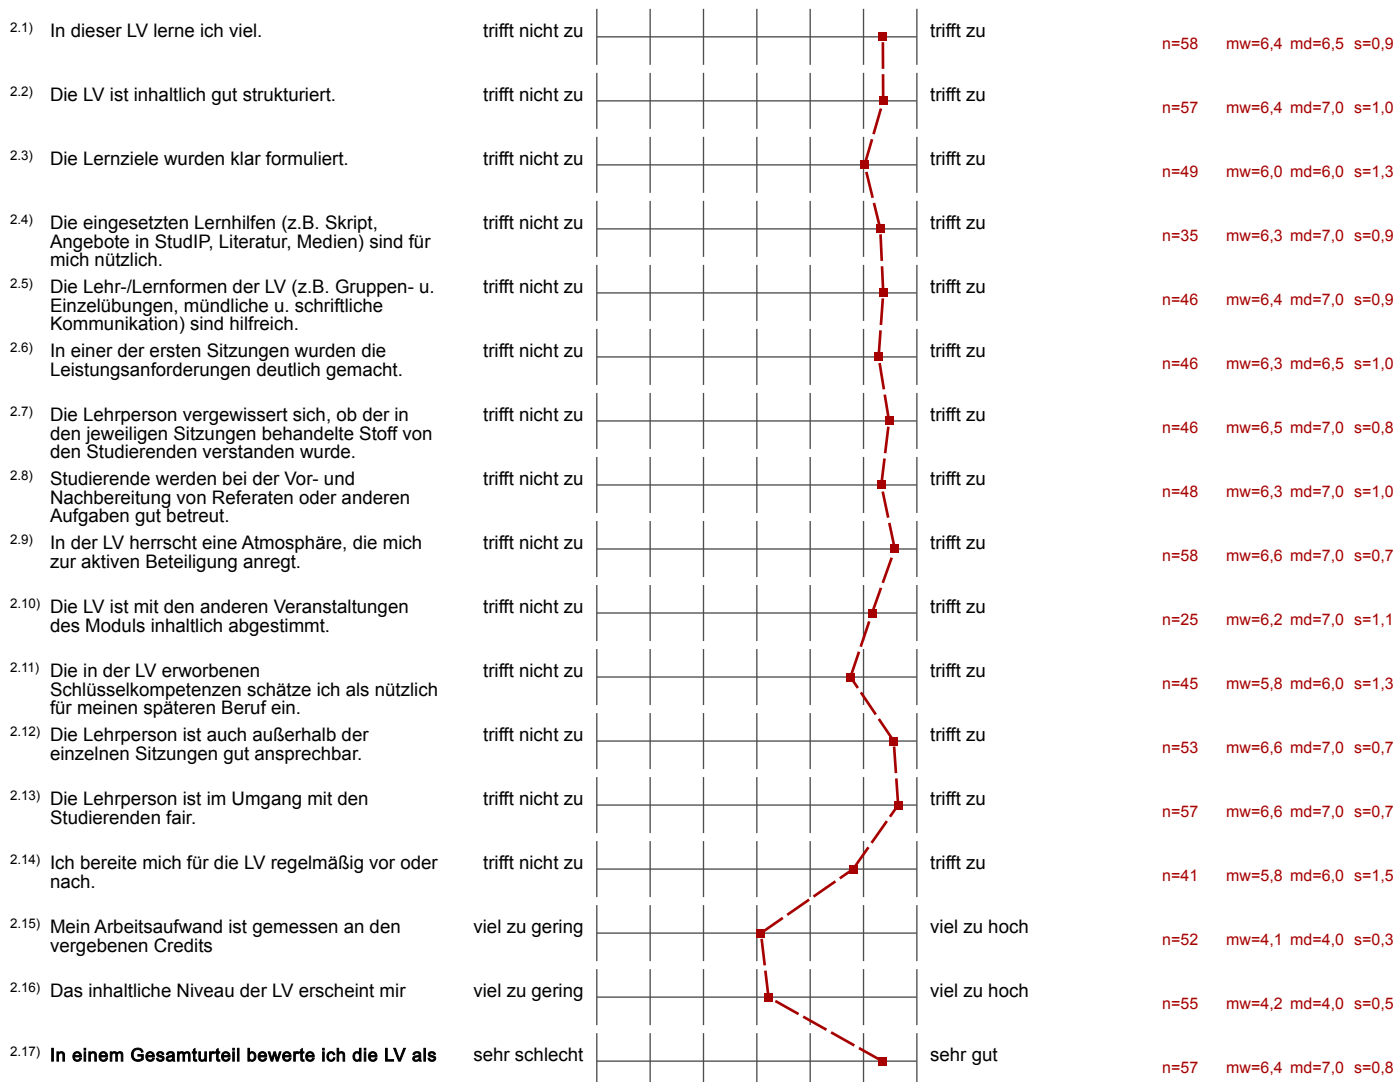 2.1) In dieser LV lerne ich viel. trifft nicht zu trifft zu n=58 mw=6,4 md=6,5 s=0,9
2.2) Die LV ist inhaltlich gut strukturiert. trifft nicht zu trifft zu n=57 mw=6,4 md=7,0 s=1,0
2.3) Die Lernziele wurden klar formuliert. trifft nicht zu trifft zu n=49 mw=6,0 md=6,0 s=1,3
2.4) Die eingesetzten Lernhilfen (z.B. Skript, trifft nicht zu trifft zu n=35 mw=6,3 md=7,0 s=0,9
Angebote in StudIP, Literatur, Medien) sind für
mich nützlich.
2.5) Die Lehr-/Lernformen der LV (z.B. Gruppen- u. trifft nicht zu trifft zu n=46 mw=6,4 md=7,0 s=0,9
Einzelübungen, mündliche u. schriftliche
Kommunikation) sind hilfreich.
2.6) In einer der ersten Sitzungen wurden die trifft nicht zu trifft zu n=46 mw=6,3 md=6,5 s=1,0
Leistungsanforderungen deutlich gemacht.
2.7) Die Lehrperson vergewissert sich, ob der in trifft nicht zu trifft zu n=46 mw=6,5 md=7,0 s=0,8
den jeweiligen Sitzungen behandelte Stoff von
den Studierenden verstanden wurde.
2.8) Studierende werden bei der Vor- und trifft nicht zu trifft zu n=48 mw=6,3 md=7,0 s=1,0
Nachbereitung von Referaten oder anderen
Aufgaben gut betreut.
2.9) In der LV herrscht eine Atmosphäre, die mich trifft nicht zu trifft zu n=58 mw=6,6 md=7,0 s=0,7
zur aktiven Beteiligung anregt.
2.10) Die LV ist mit den anderen Veranstaltungen trifft nicht zu trifft zu n=25 mw=6,2 md=7,0 s=1,1
des Moduls inhaltlich abgestimmt.
2.11) Die in der LV erworbenen trifft nicht zu trifft zu n=45 mw=5,8 md=6,0 s=1,3
Schlüsselkompetenzen schätze ich als nützlich
für meinen späteren Beruf ein.
2.12) Die Lehrperson ist auch außerhalb der trifft nicht zu trifft zu n=53 mw=6,6 md=7,0 s=0,7
einzelnen Sitzungen gut ansprechbar.
2.13) Die Lehrperson ist im Umgang mit den trifft nicht zu trifft zu n=57 mw=6,6 md=7,0 s=0,7
Studierenden fair.
2.14) Ich bereite mich für die LV regelmäßig vor oder trifft nicht zu trifft zu n=41 mw=5,8 md=6,0 s=1,5
nach.
2.15) Mein Arbeitsaufwand ist gemessen an den viel zu gering viel zu hoch n=52 mw=4,1 md=4,0 s=0,3
vergebenen Credits
2.16) Das inhaltliche Niveau der LV erscheint mir viel zu gering viel zu hoch n=55 mw=4,2 md=4,0 s=0,5
2.17) In einem Gesamturteil bewerte ich die LV als sehr schlecht sehr gut n=57 mw=6,4 md=7,0 s=0,8